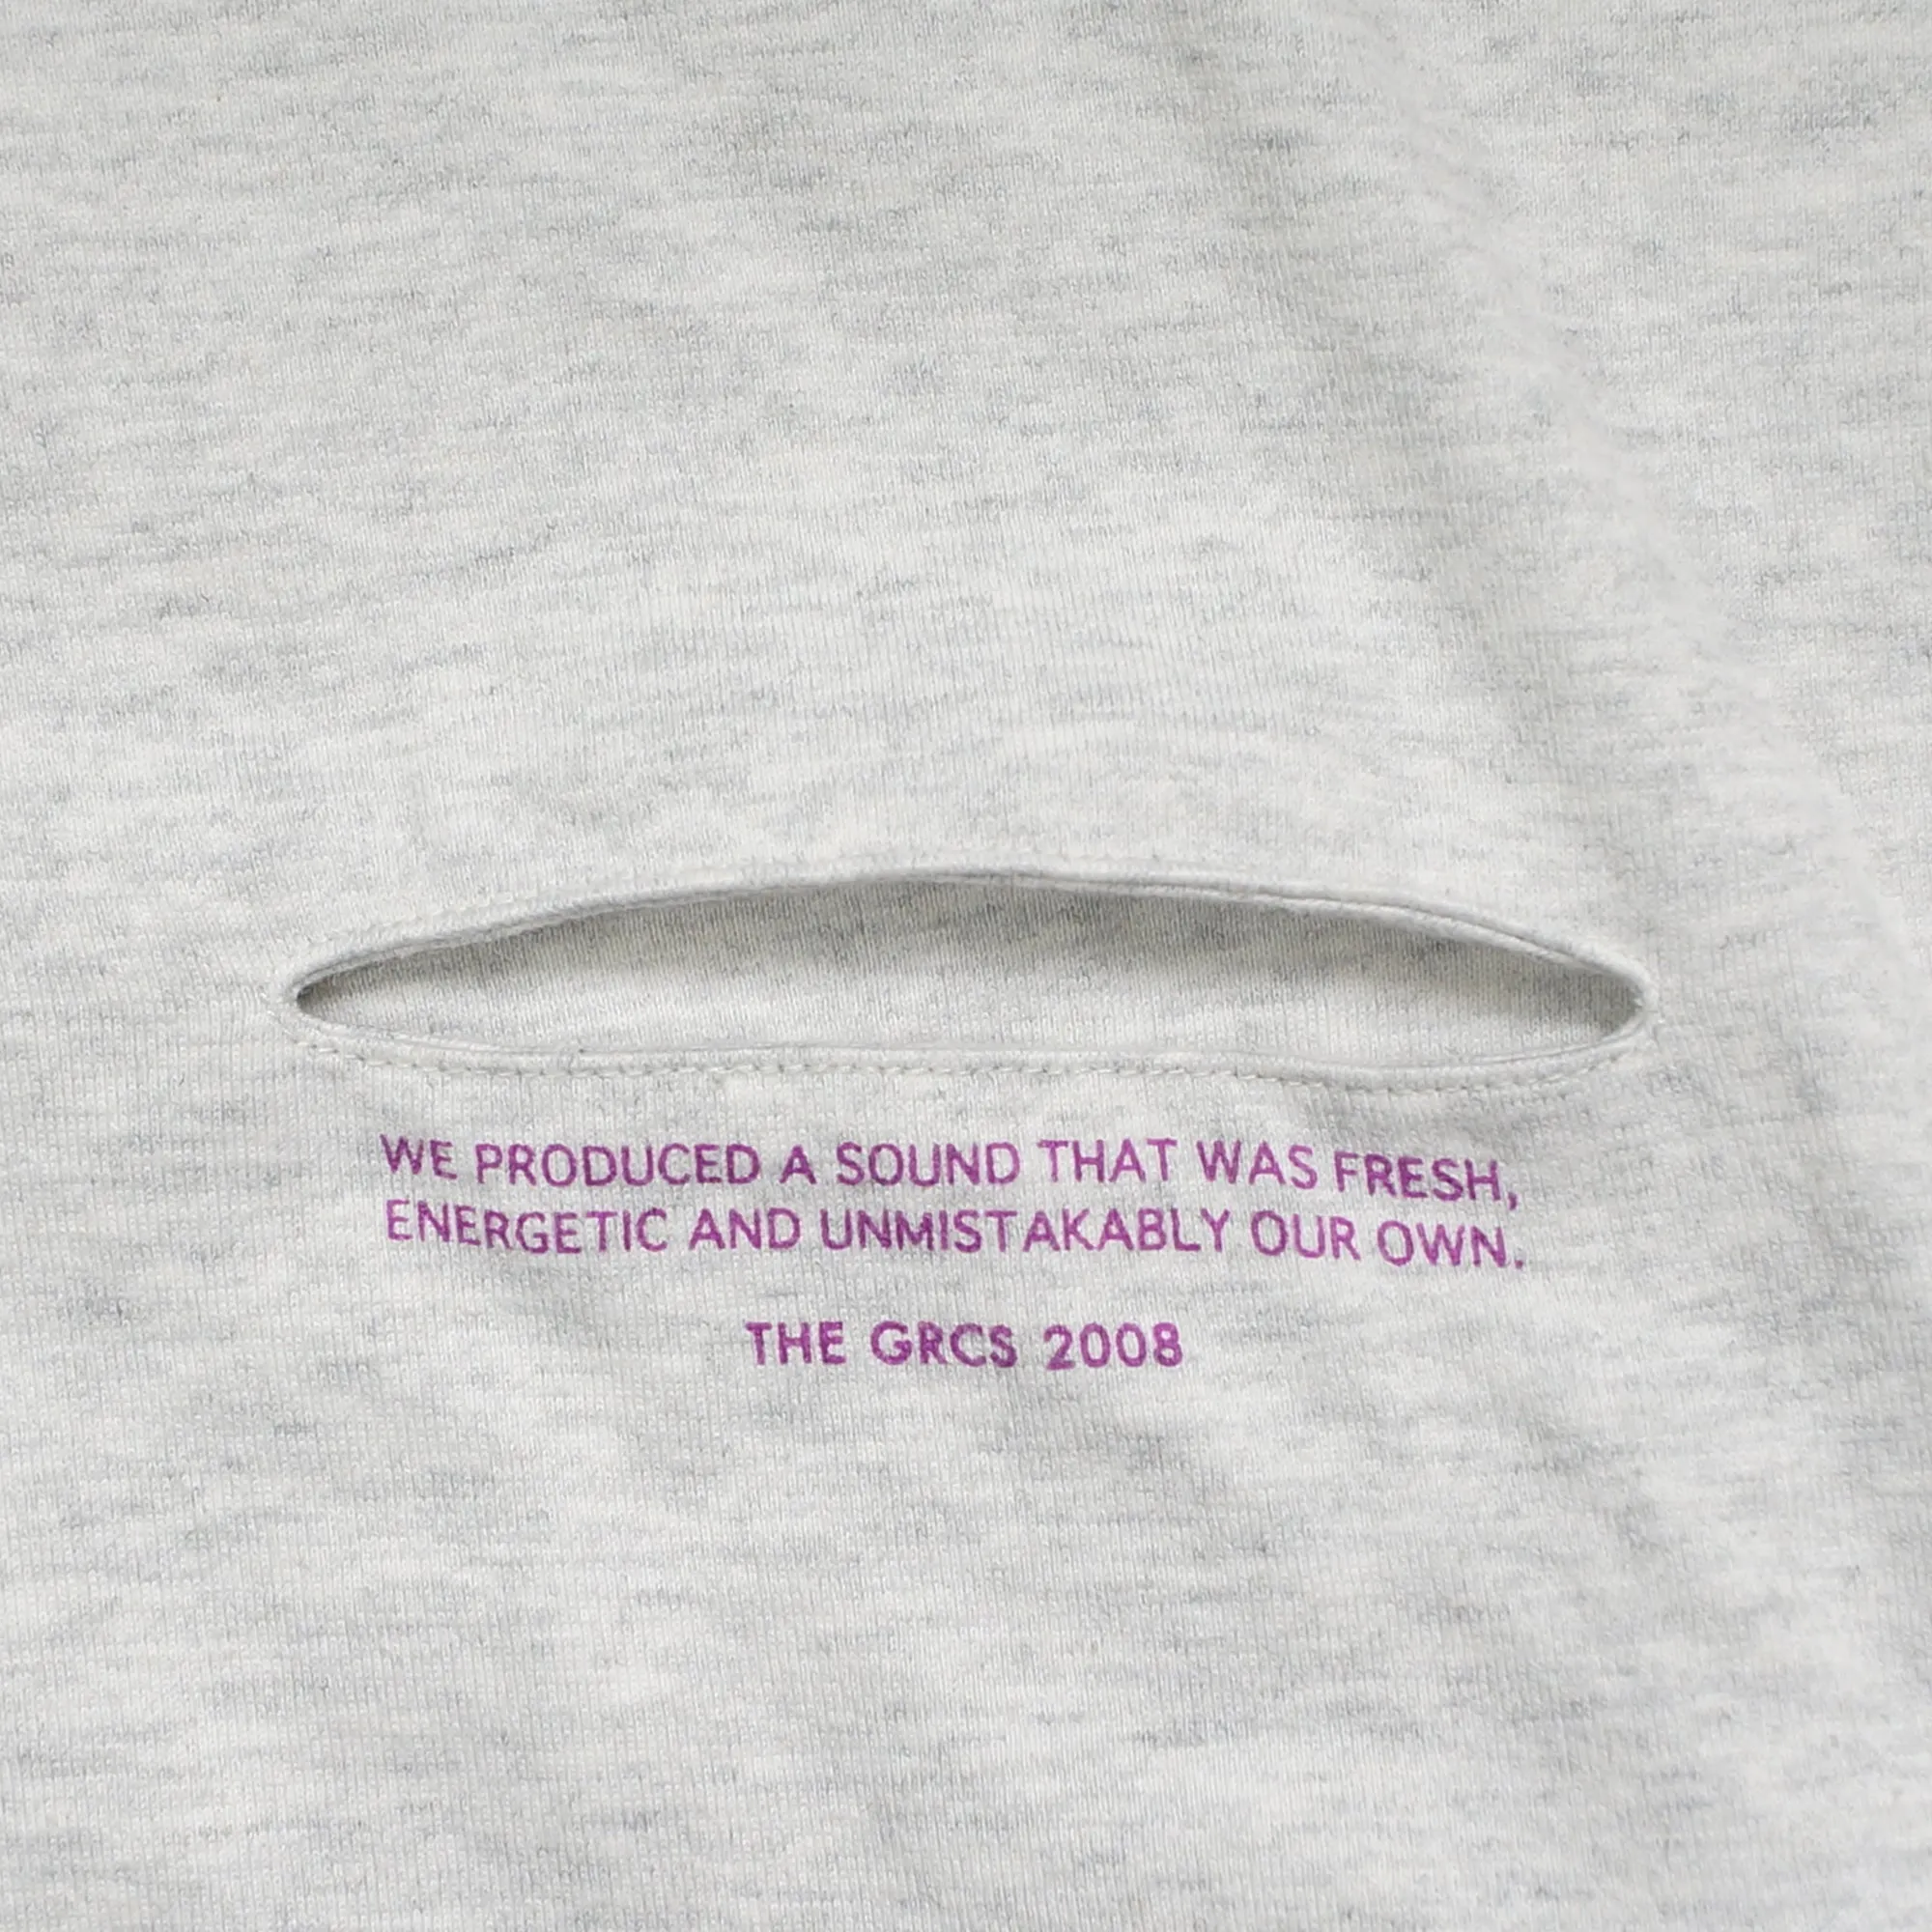 WE PRODUCED A SOUND THAT WAS FRESH,
ENERGETIC AND UNMISTAKABLY OUR OWN.
THE GRCS 2008